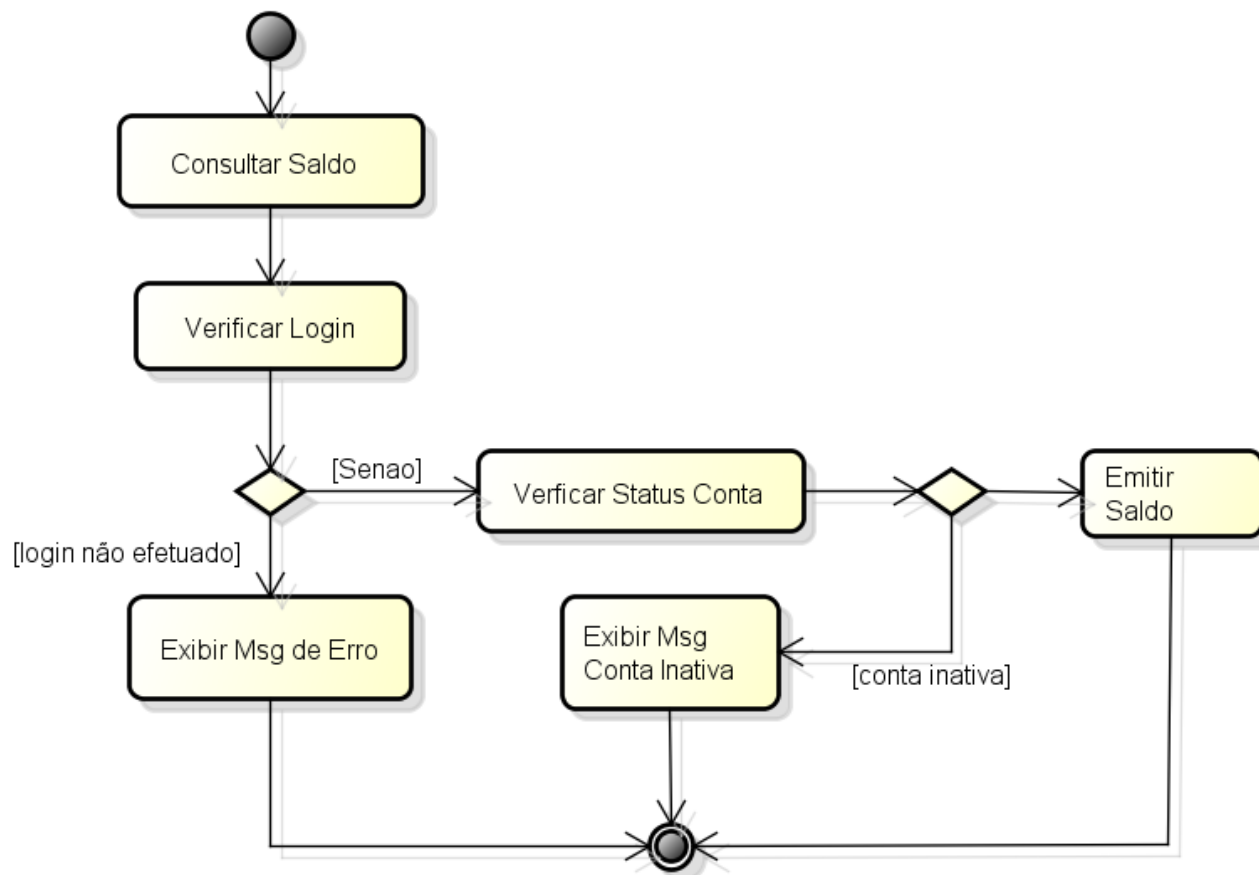 Consultar Saldo
Verificar Login
[Senao]
Verficar Status Conta
Emitir
Saldo
[login não efetuado]
Exibir Msg de Erro
Exibir Msg
Conta Inativa
[conta inativa]